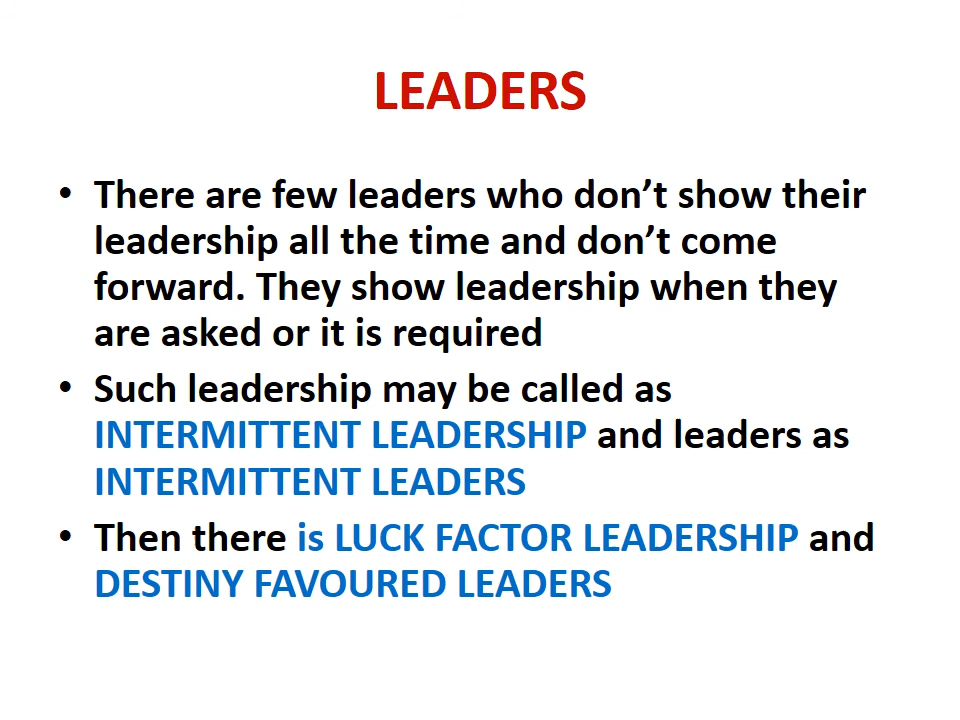 LEADERS
• There are few leaders who don’t show their
leadership all the time and don’t come
forward. They show leadership when they
are asked or it is required
• Such leadership may be called as
INTERMITTENT LEADERSHIP and leaders as
INTERMITTENT LEADERS
• Then there is LUCK FACTOR LEADERSHIP and
DESTINY FAVOURED LEADERS